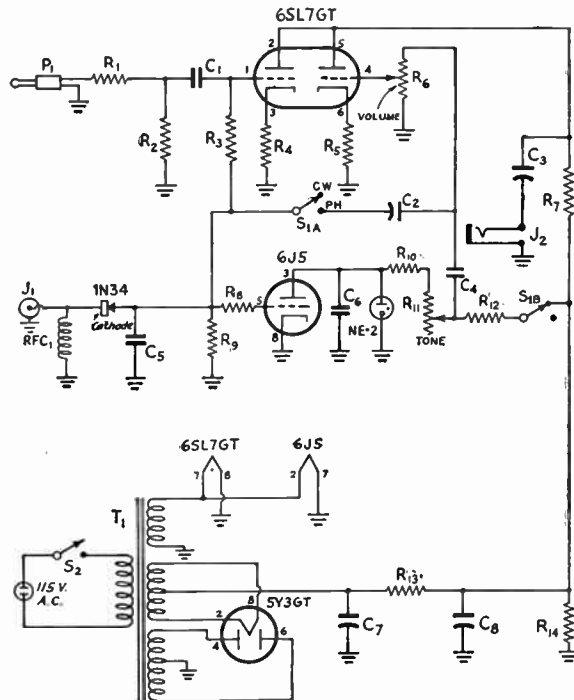 6SL7GT
P1
R1
C1
2
5
1
4
R6
VOLUME
3
6
R2
R3
R4
R5
C3
R7
CW
PH
S1A
C2
J2
6J5
J1
1N34
Cathode
R8
3
5
8
C6
NE-2
R10
R11
TONE
C4
R12
S1B
RFC1
C5
R9
6SL7GT
7
8
6J5
2
7
T1
S2
115 V.
A.C.
8
5Y3GT
2
4
6
R13
C7
C8
R14